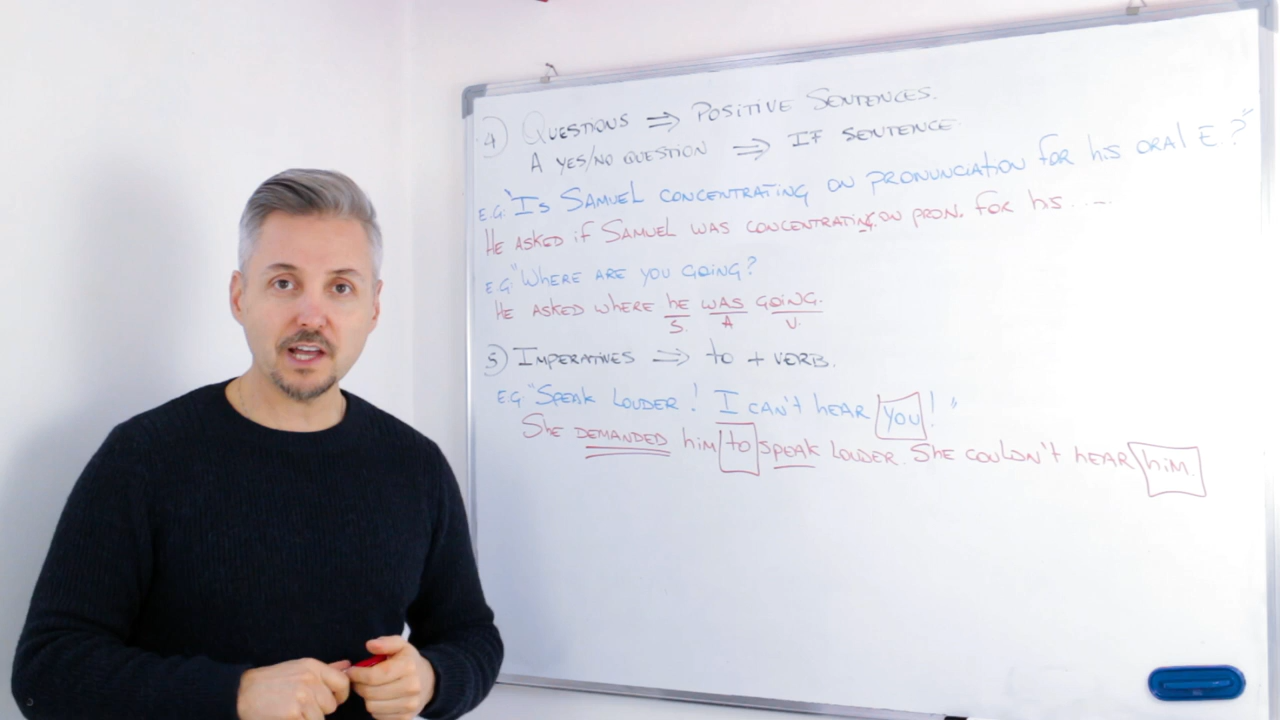 4) QUESTIONS ⇒ POSITIVE SENTENCES.
A YES/NO QUESTION ⇒ IF SENTENCE.
E.G: "IS SAMUEL CONCENTRATING ON PRONUNCIATION FOR his ORAL E.?"
HE ASKED iF SAMUEL WAS CONCENTRATING ON PRON. FOR his.....
E.G: "WHERE ARE YOU GOING?
HE ASKED WHERE hE WAS GOING.
S. A V.
5) IMPERATIVES ⇒ to + VERB.
EG: "SPEAK LOUDER! I CAN'T HEAR YOU!"
She DEMANDED him to SPEAK LOUDER. She COULDN'T HEAR him.